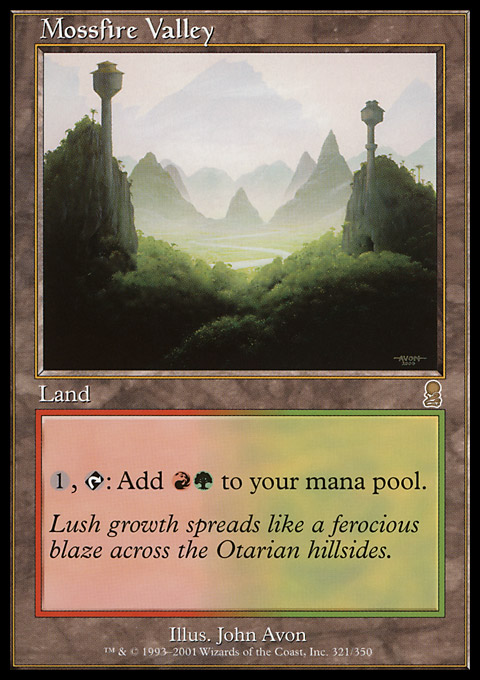 Mossfire Valley
AVON
Land
1, : Add to your mana pool.
Lush growth spreads like a ferocious
blaze across the Otarian hillsides.
Illus. John Avon
™ & © 1993–2001 Wizards of the Coast, Inc. 321/350